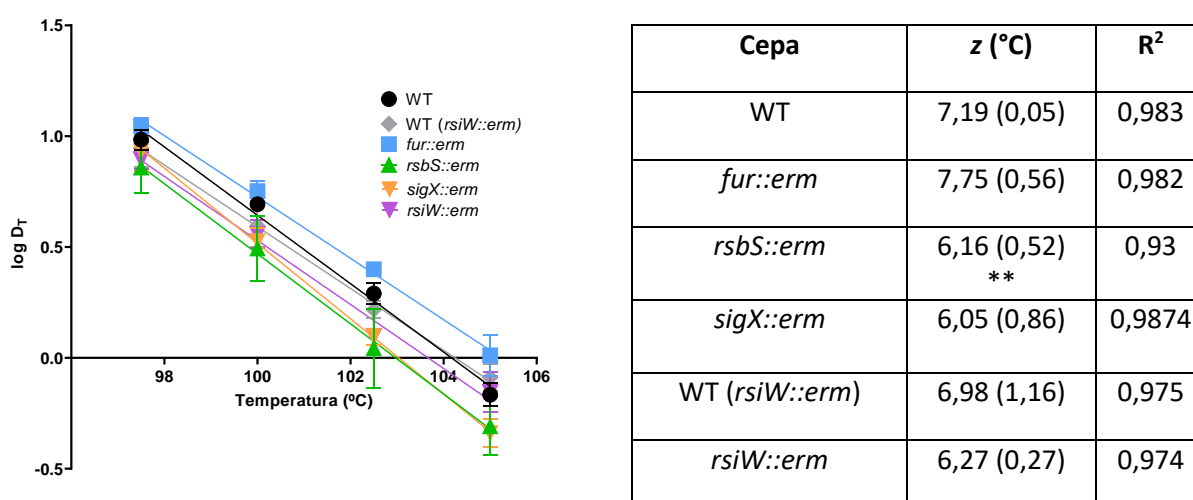 1.5
1.0
0.5
0.0
-0.5
98
100
102
104
106
Temperatura (ºC)
log D_T
WT
WT (rsiW::erm)
fur::erm
rsbS::erm
sigX::erm
rsiW::erm
Cepa z (°C) R²
WT 7,19 (0,05) 0,983
fur::erm 7,75 (0,56) 0,982
rsbS::erm 6,16 (0,52) 0,93
**
sigX::erm 6,05 (0,86) 0,9874
WT (rsiW::erm) 6,98 (1,16) 0,975
rsiW::erm 6,27 (0,27) 0,974